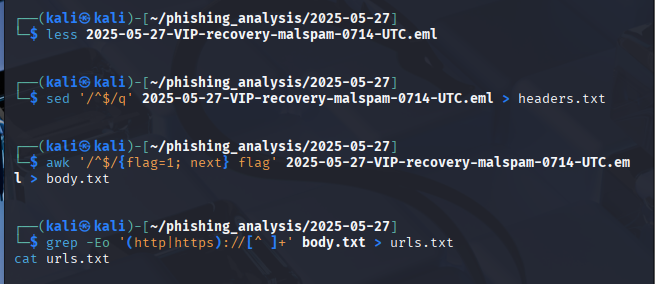 ┌──(kali㉿kali)-[~/phishing_analysis/2025-05-27]
└─$ less 2025-05-27-VIP-recovery-malspam-0714-UTC.eml
┌──(kali㉿kali)-[~/phishing_analysis/2025-05-27]
└─$ sed '/^$/q' 2025-05-27-VIP-recovery-malspam-0714-UTC.eml > headers.txt
┌──(kali㉿kali)-[~/phishing_analysis/2025-05-27]
└─$ awk '/^$/{flag=1; next} flag' 2025-05-27-VIP-recovery-malspam-0714-UTC.em
l > body.txt
┌──(kali㉿kali)-[~/phishing_analysis/2025-05-27]
└─$ grep -Eo '(http|https)://[^ ]+' body.txt > urls.txt
cat urls.txt